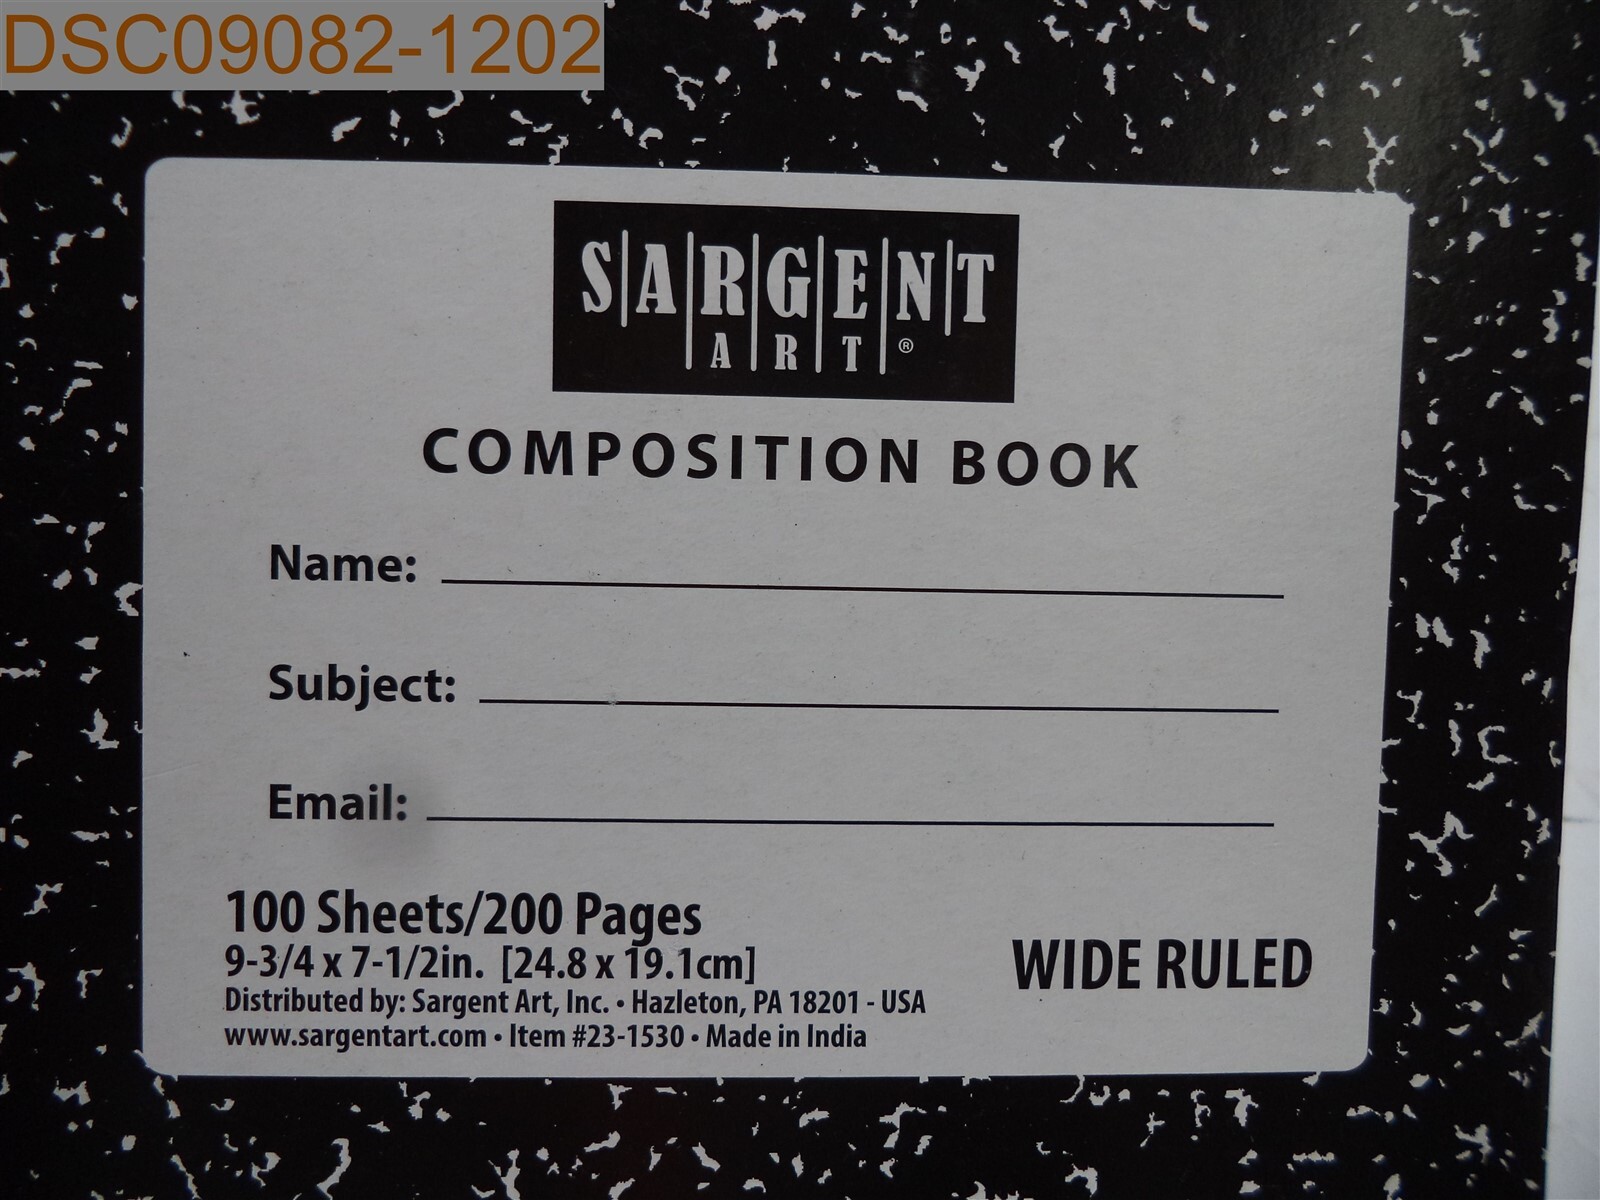 DSC09082-1202
SARGENT
ART®
COMPOSITION BOOK
Name:
Subject:
Email:
100 Sheets/200 Pages
9-3/4 x 7-1/2in. [24.8 x 19.1cm]
Distributed by: Sargent Art, Inc. • Hazleton, PA 18201 - USA
www.sargentart.com • Item #23-1530 • Made in India
WIDE RULED